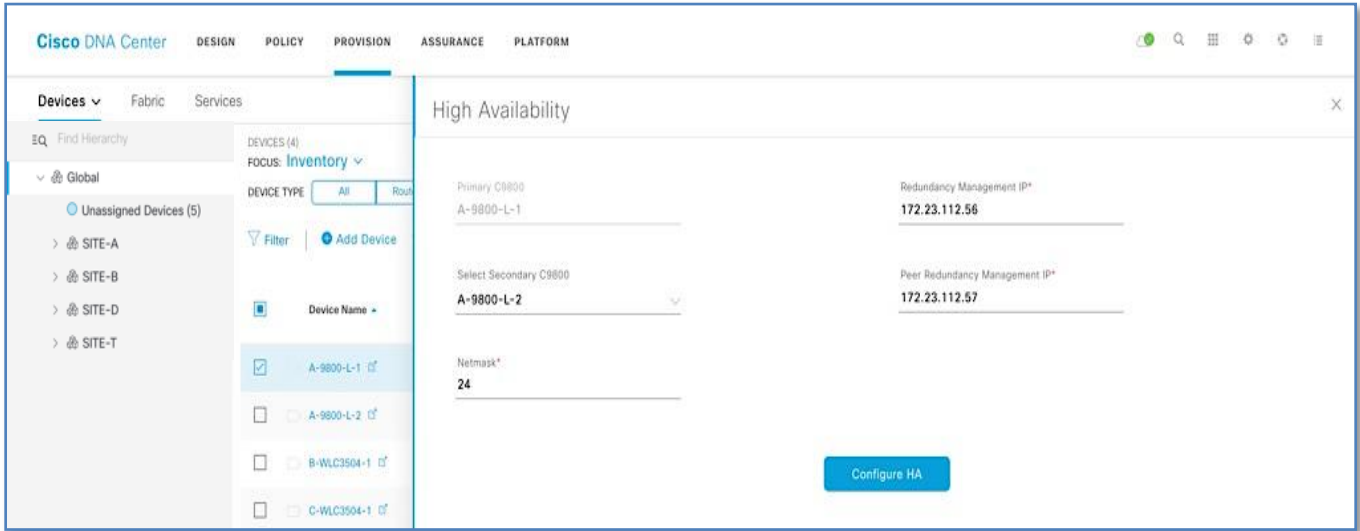 Cisco DNA Center DESIGN POLICY PROVISION ASSURANCE PLATFORM
Devices Fabric Services
Find Hierarchy
Global
Unassigned Devices (5)
SITE-A
SITE-B
SITE-D
SITE-T
DEVICES (4)
FOCUS: Inventory
DEVICE TYPE All Rout
Filter Add Device
Device Name
A-9800-L-1
A-9800-L-2
B-WLC3504-1
C-WLC3504-1
High Availability
Primary C9800
A-9800-L-1
Redundancy Management IP*
172.23.112.56
Select Secondary C9800
A-9800-L-2
Peer Redundancy Management IP*
172.23.112.57
Netmask*
24
Configure HA